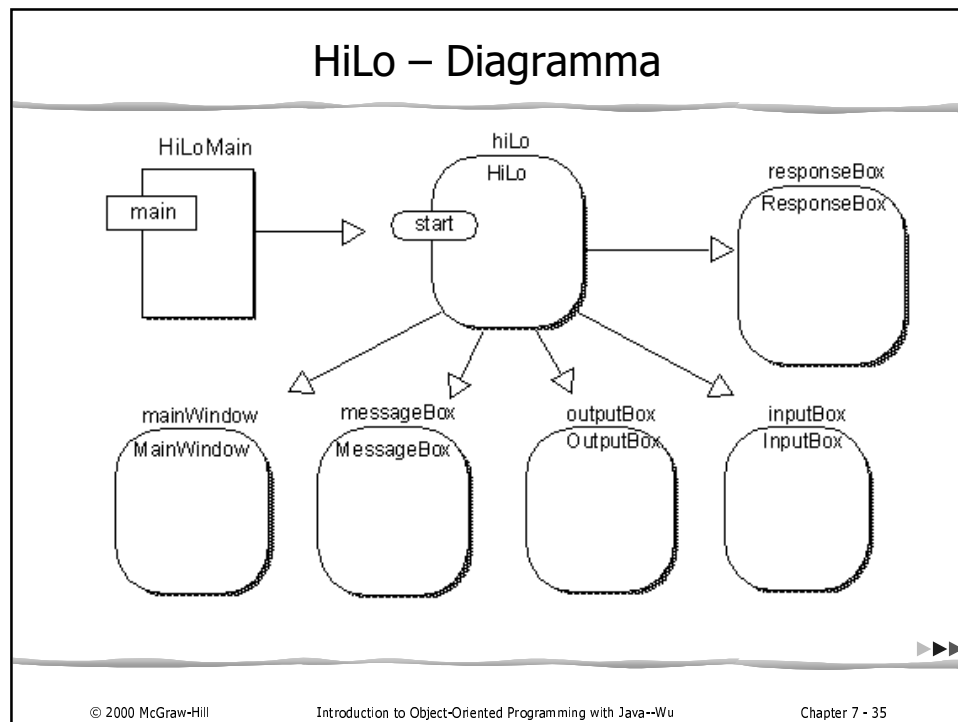 HiLo – Diagramma
HiLoMain
main
hiLo
HiLo
start
responseBox
ResponseBox
mainWindow
MainWindow
messageBox
MessageBox
outputBox
OutputBox
inputBox
InputBox
© 2000 McGraw-Hill
Introduction to Object-Oriented Programming with Java--Wu
Chapter 7 - 35